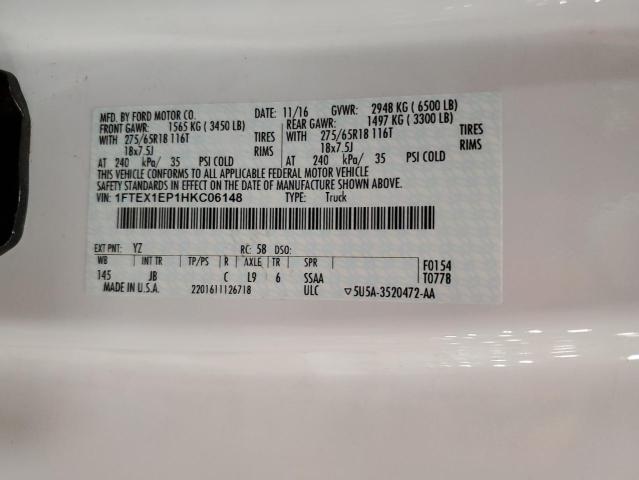 MFD. BY FORD MOTOR CO. DATE: 11/16 GVWR: 2948 KG ( 6500 LB)
FRONT GAWR: 1565 KG ( 3450 LB) REAR GAWR: 1497 KG ( 3300 LB)
WITH 275/65R18 116T TIRES WITH 275/65R18 116T TIRES
18x7.5J RIMS 18x7.5J RIMS
AT 240 kPa/ 35 PSI COLD AT 240 kPa/ 35 PSI COLD
THIS VEHICLE CONFORMS TO ALL APPLICABLE FEDERAL MOTOR VEHICLE
SAFETY STANDARDS IN EFFECT ON THE DATE OF MANUFACTURE SHOWN ABOVE.
VIN: 1FTEX1EP1HKC06148 TYPE: Truck
EXT PNT: YZ RC: 58 DSO:
WB INT TR TP/PS R AXLE TR SPR F0154
145 JB C L9 6 SSAA T0778
MADE IN U.S.A. 2201611126718 ULC ▽5U5A-3520472-AA